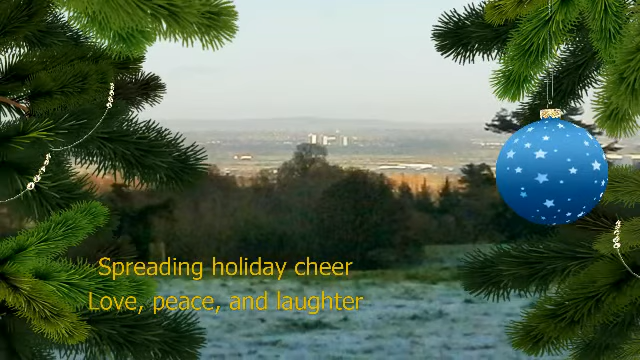 Spreading holiday cheer
Love, peace, and laughter